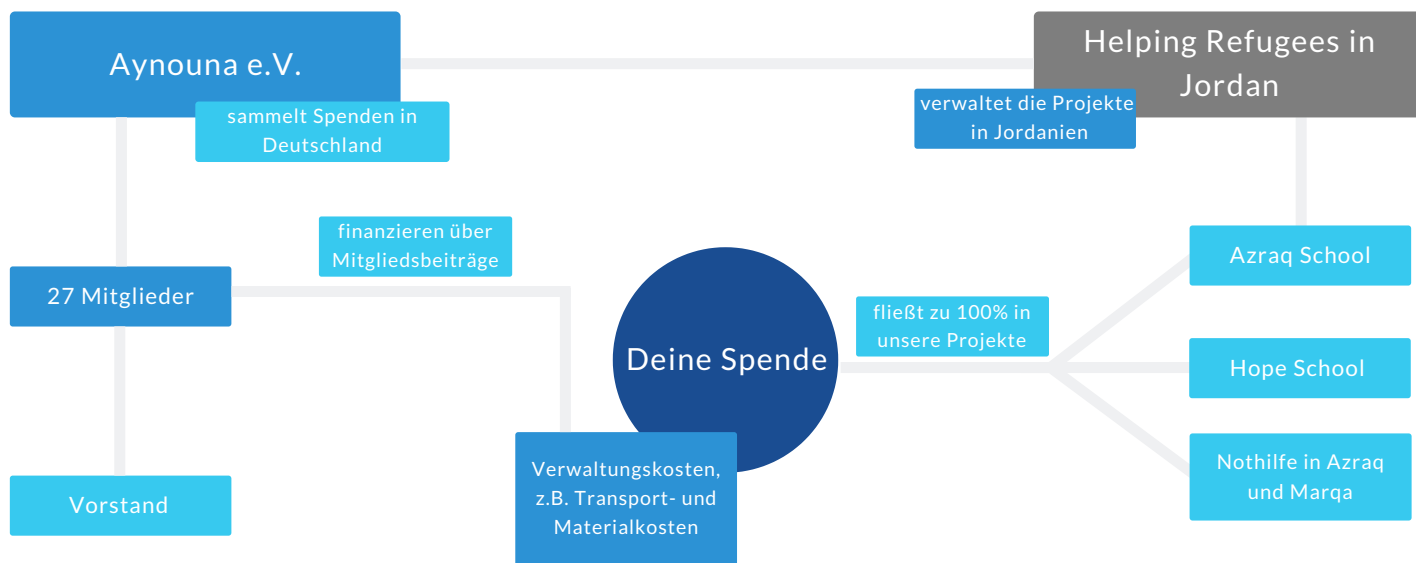 Aynouna e.V.
sammelt Spenden in
Deutschland
Helping Refugees in
Jordan
verwaltet die Projekte
in Jordanien
finanzieren über
Mitgliedsbeiträge
27 Mitglieder
Vorstand
Verwaltungskosten,
z.B. Transport- und
Materialkosten
Deine Spende
fließt zu 100% in
unsere Projekte
Azraq School
Hope School
Nothilfe in Azraq
und Marqa